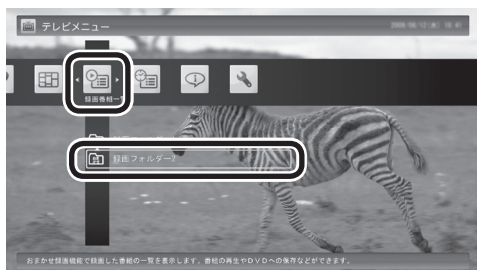 テレビメニュー
録画番組一覧
録画フォルダー2
おまかせ録画機能で録画した番組の一覧を表示します。番組の再生やDVDへの保存などができます。